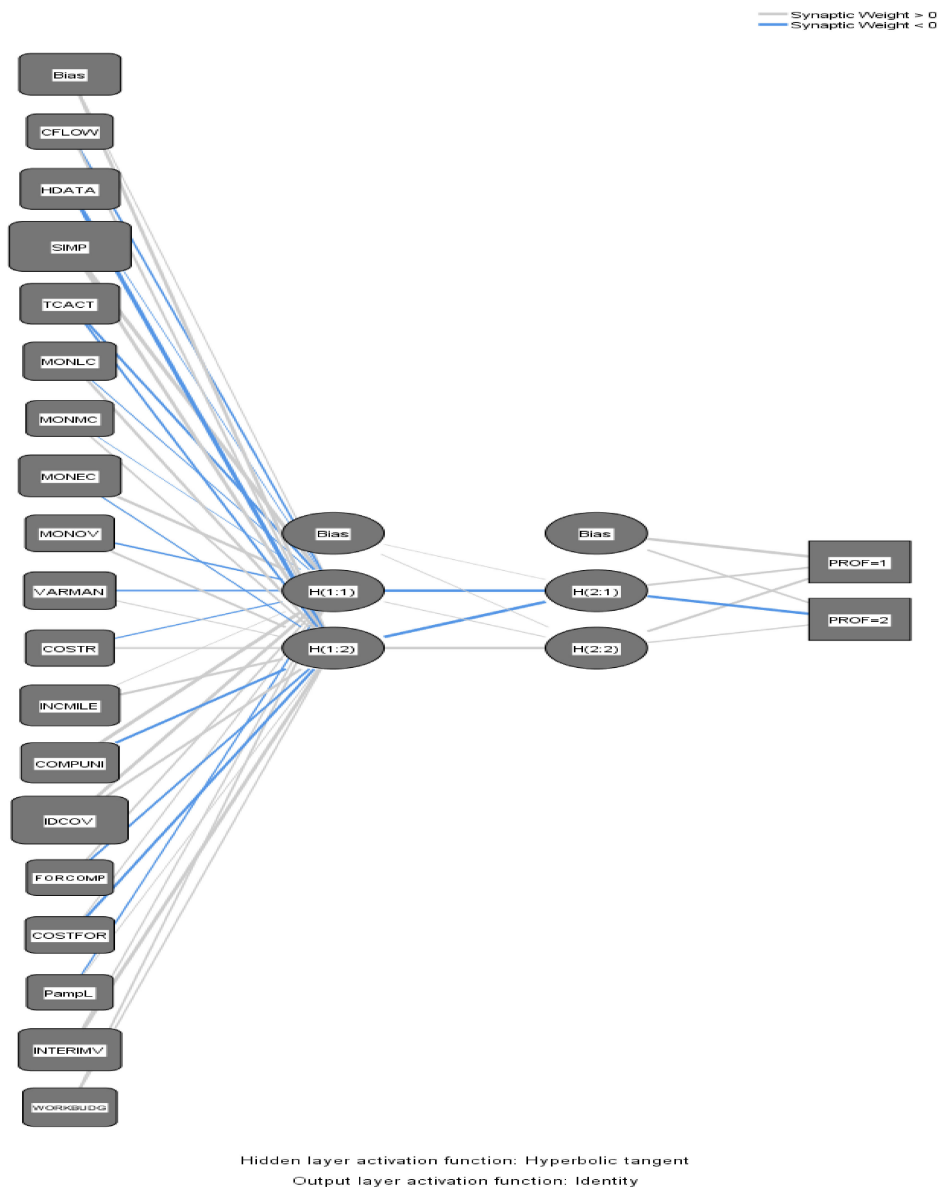 Synaptic Weight > 0
Synaptic Weight < 0
Bias
CFLOW
HDATA
SIMP
TCACT
MONLC
MONMC
MONEC
MONOV
VARMAN
COSTR
INCMILE
COMPUNI
IDCOV
FORCOMP
COSTFOR
PampL
INTERIMV
WORKBUDG
Bias
H(1:1)
H(1:2)
Bias
H(2:1)
H(2:2)
PROF=1
PROF=2
Hidden layer activation function: Hyperbolic tangent
Output layer activation function: Identity